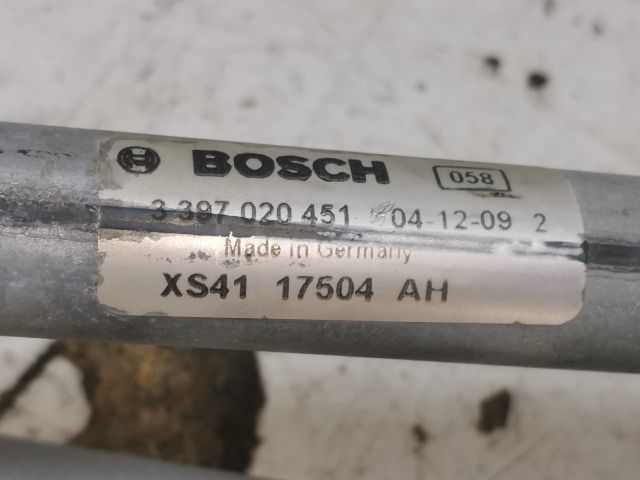 BOSCH 058
3 397 020 451 04-12-09 2
Made in Germany
XS41 17504 AH